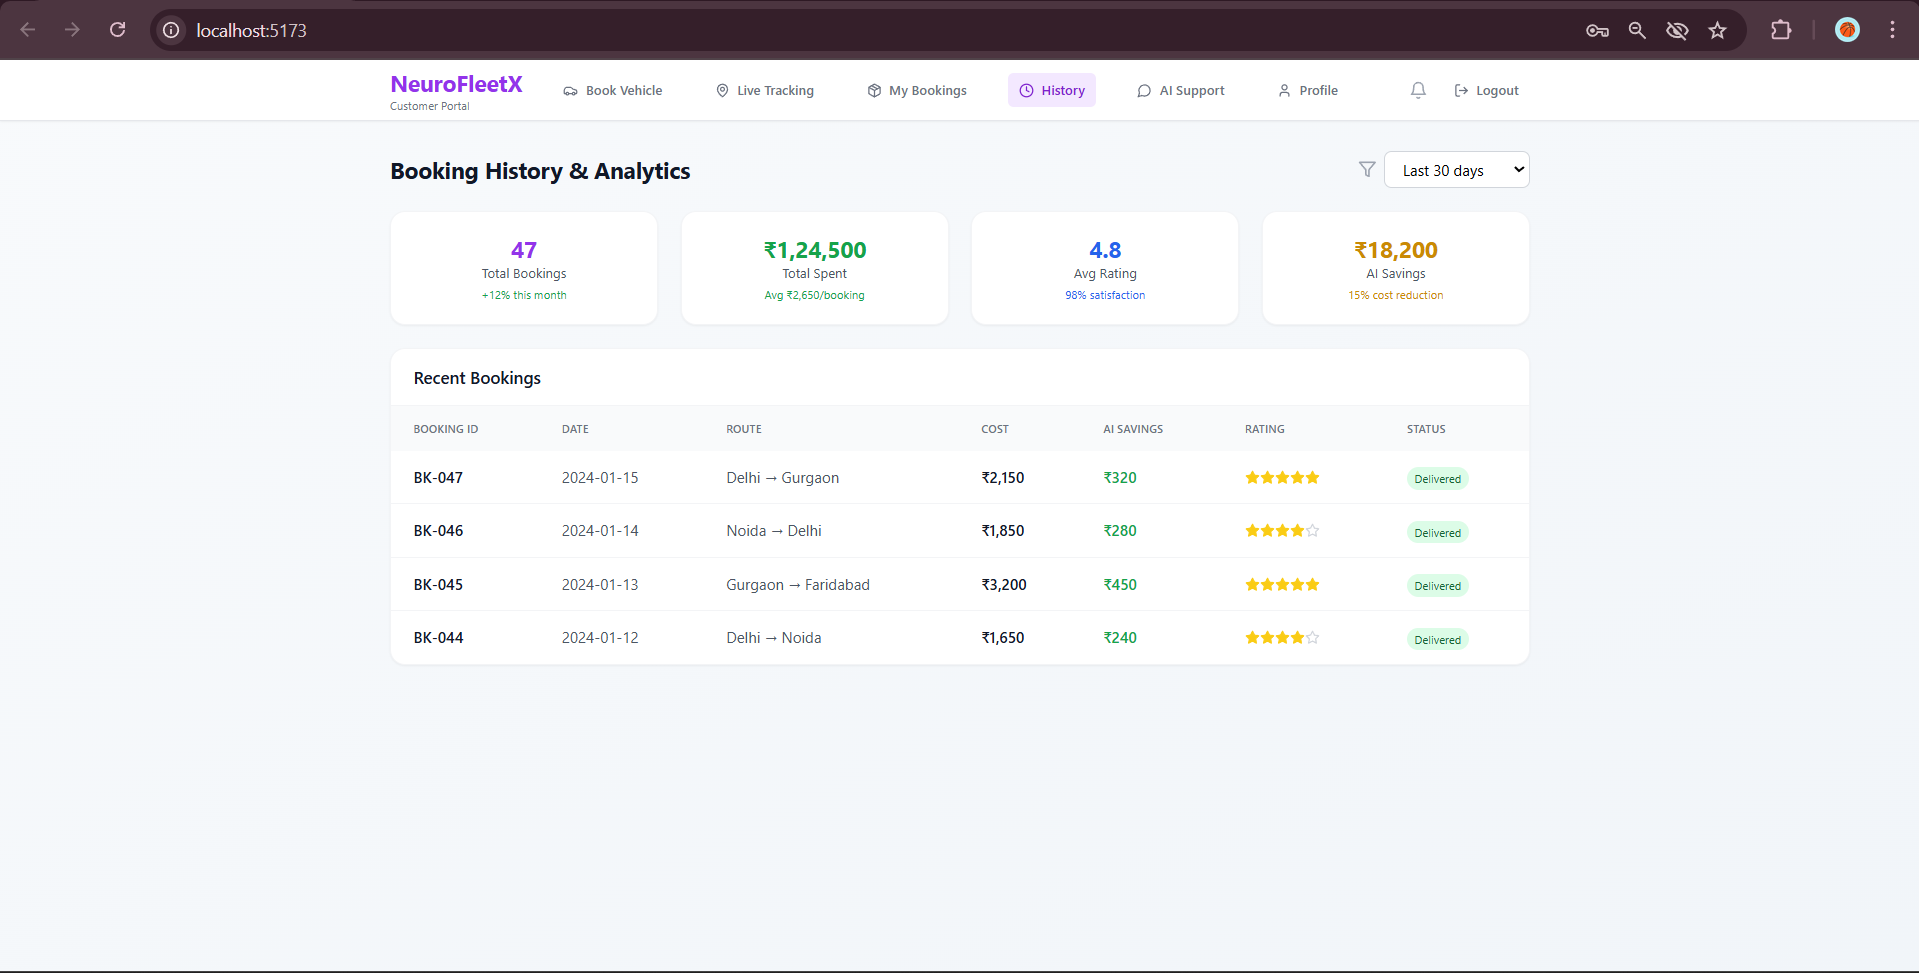 localhost:5173
NeuroFleetX
Customer Portal
Book Vehicle
Live Tracking
My Bookings
History
AI Support
Profile
Logout
Booking History & Analytics
Last 30 days
47
Total Bookings
+12% this month
₹1,24,500
Total Spent
Avg ₹2,650/booking
4.8
Avg Rating
98% satisfaction
₹18,200
AI Savings
15% cost reduction
Recent Bookings
BOOKING ID DATE ROUTE COST AI SAVINGS RATING STATUS
BK-047 2024-01-15 Delhi → Gurgaon ₹2,150 ₹320 Delivered
BK-046 2024-01-14 Noida → Delhi ₹1,850 ₹280 Delivered
BK-045 2024-01-13 Gurgaon → Faridabad ₹3,200 ₹450 Delivered
BK-044 2024-01-12 Delhi → Noida ₹1,650 ₹240 Delivered